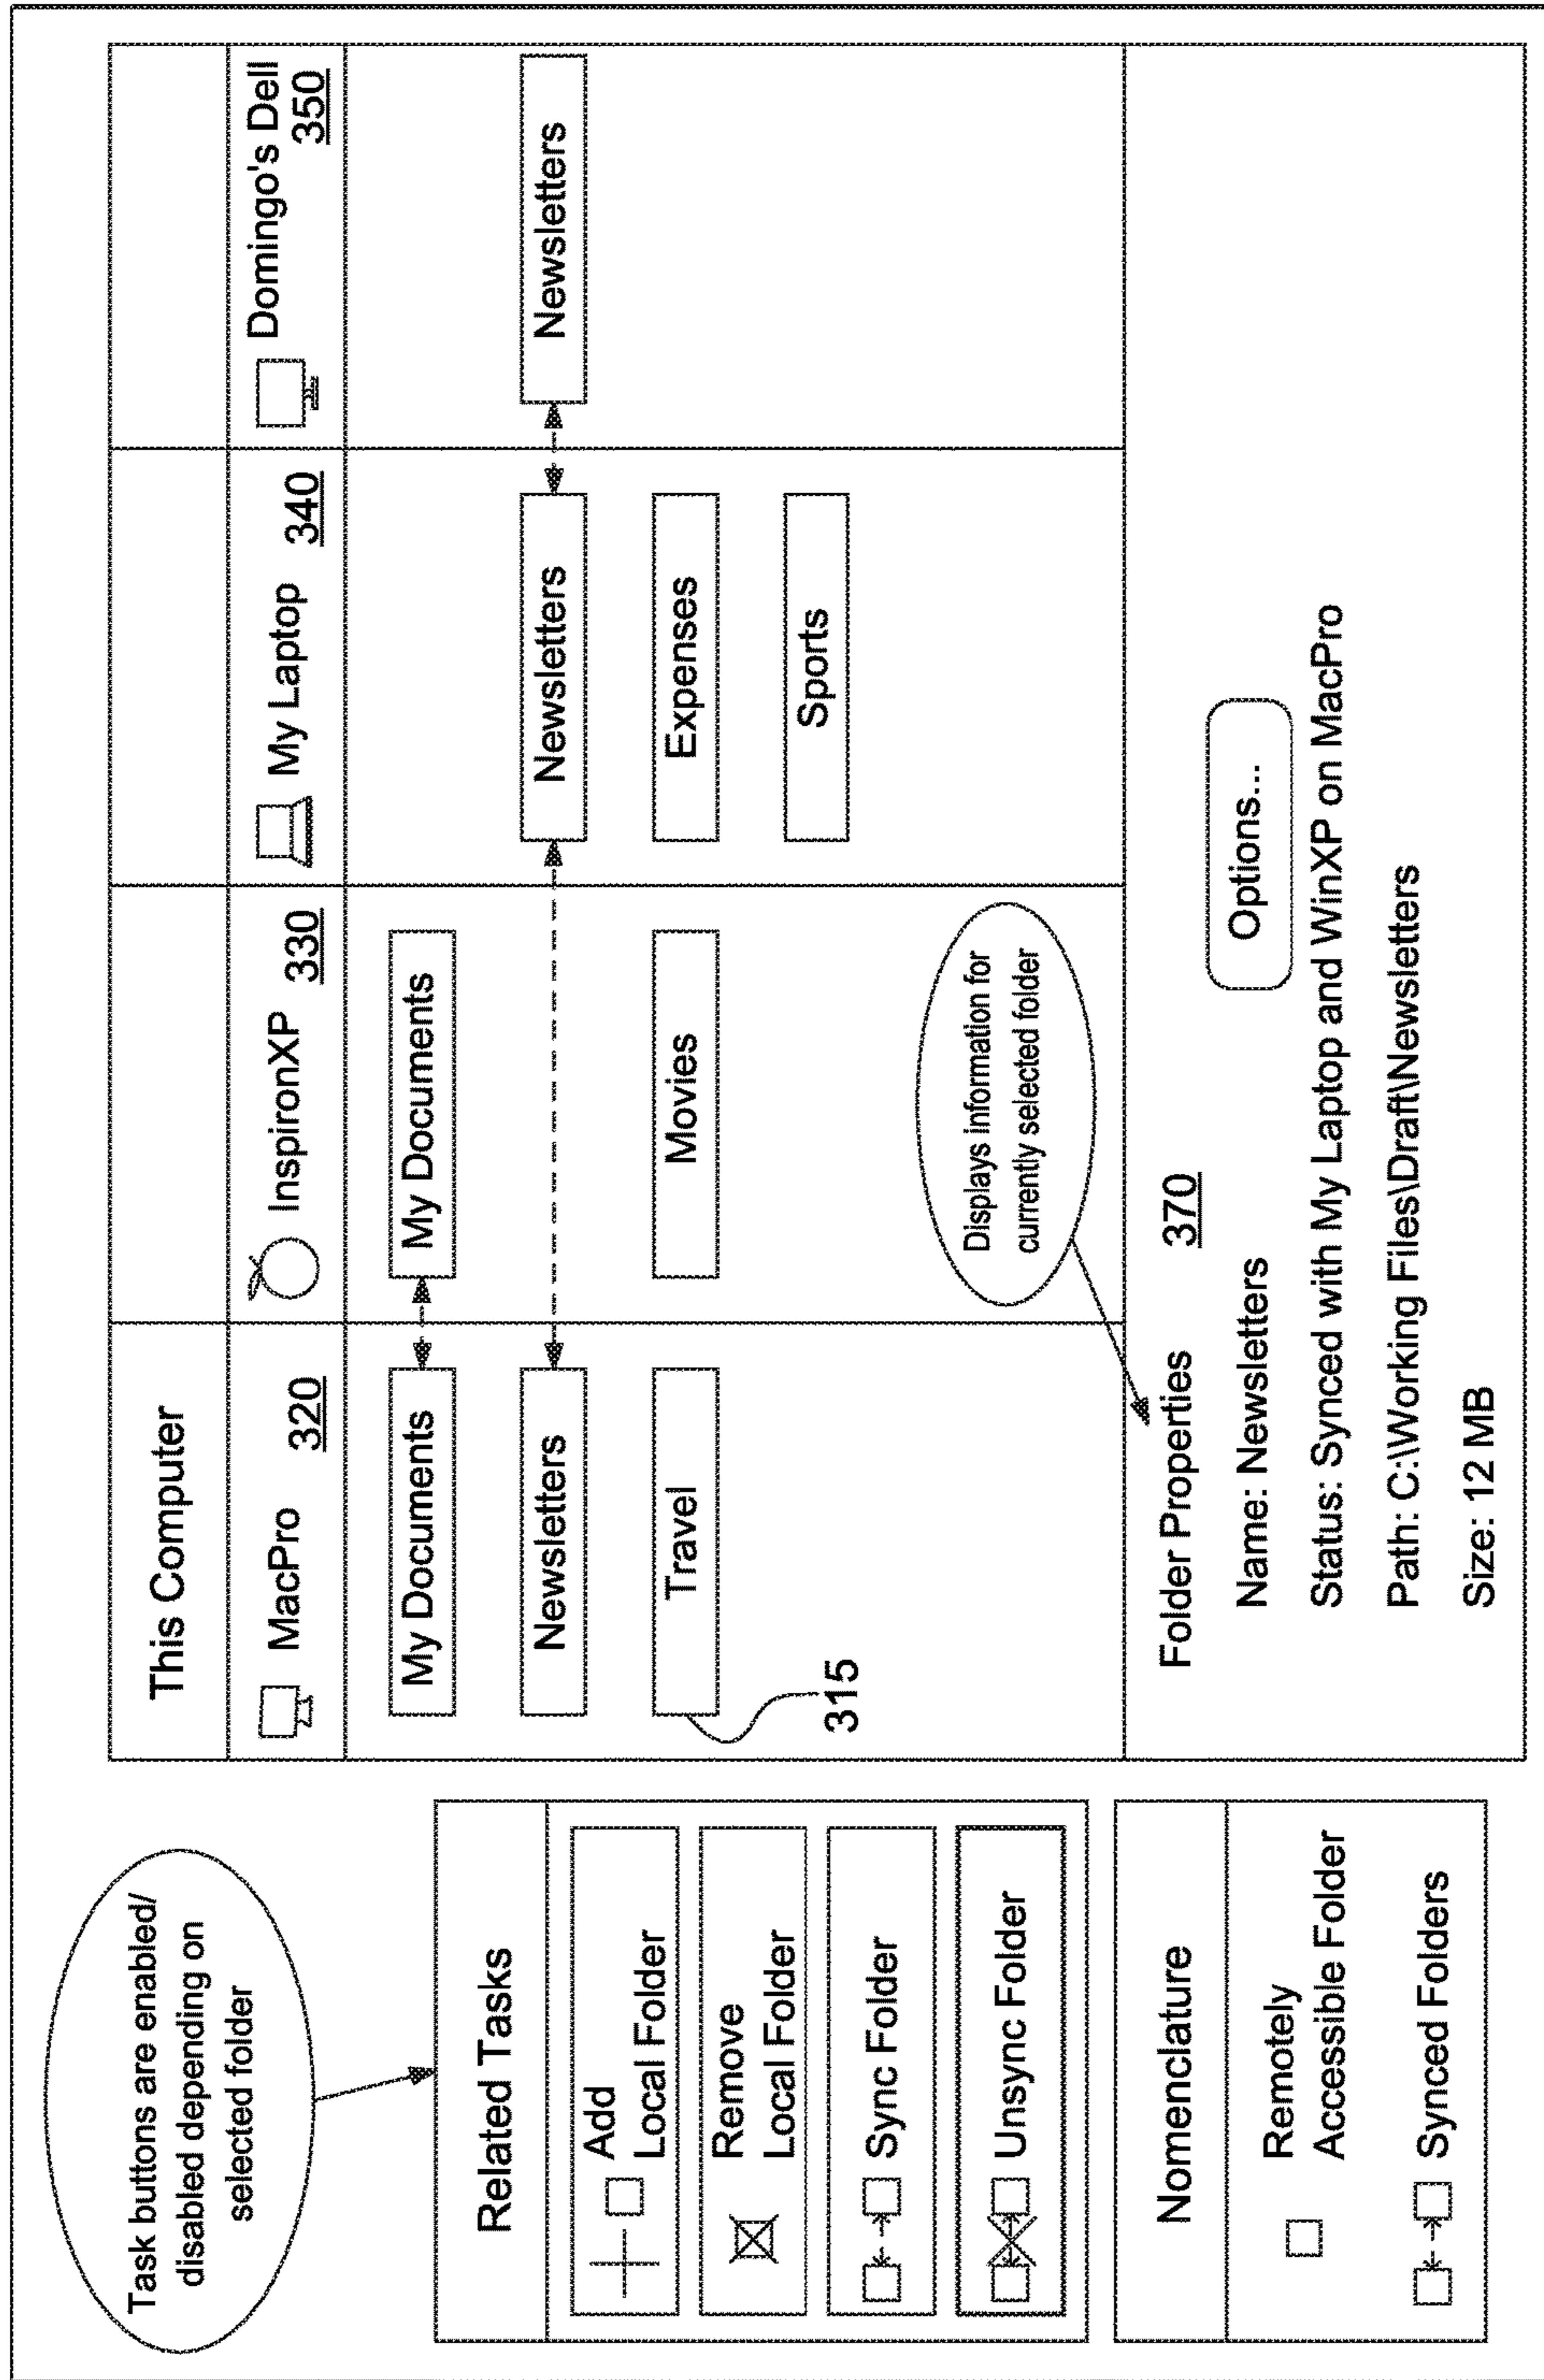 Task buttons are enabled/
disabled depending on
selected folder
Related Tasks
Add
Local Folder
Remove
Local Folder
Sync Folder
Unsync Folder
Nomenclature
Remotely
Accessible Folder
Synced Folders
This Computer
MacPro
320
InspironXP
330
My Laptop
340
Domingo's Dell
350
My Documents
My Documents
Newsletters
Newsletters
Newsletters
Travel
Movies
Expenses
Sports
315
Displays information for
currently selected folder
Folder Properties
370
Name: Newsletters
Options...
Status: Synced with My Laptop and WinXP on MacPro
Path: C:\Working Files\Draft\Newsletters
Size: 12 MB